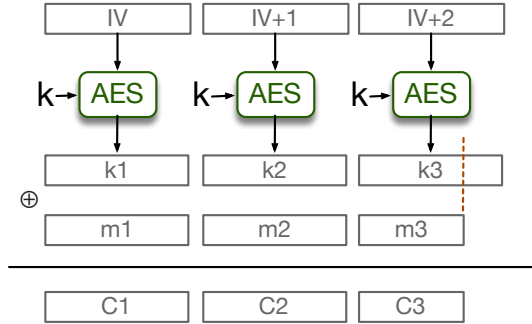 IV IV+1 IV+2
k AES k AES k AES
k1 k2 k3
⊕
m1 m2 m3
C1 C2 C3